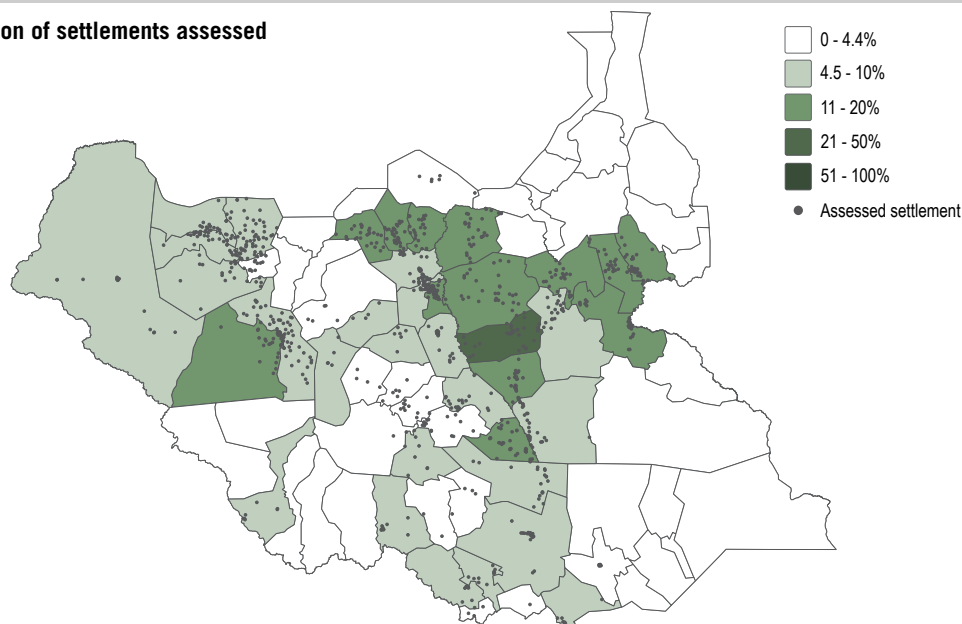 on of settlements assessed
0 - 4.4%
4.5 - 10%
11 - 20%
21 - 50%
51 - 100%
Assessed settlement